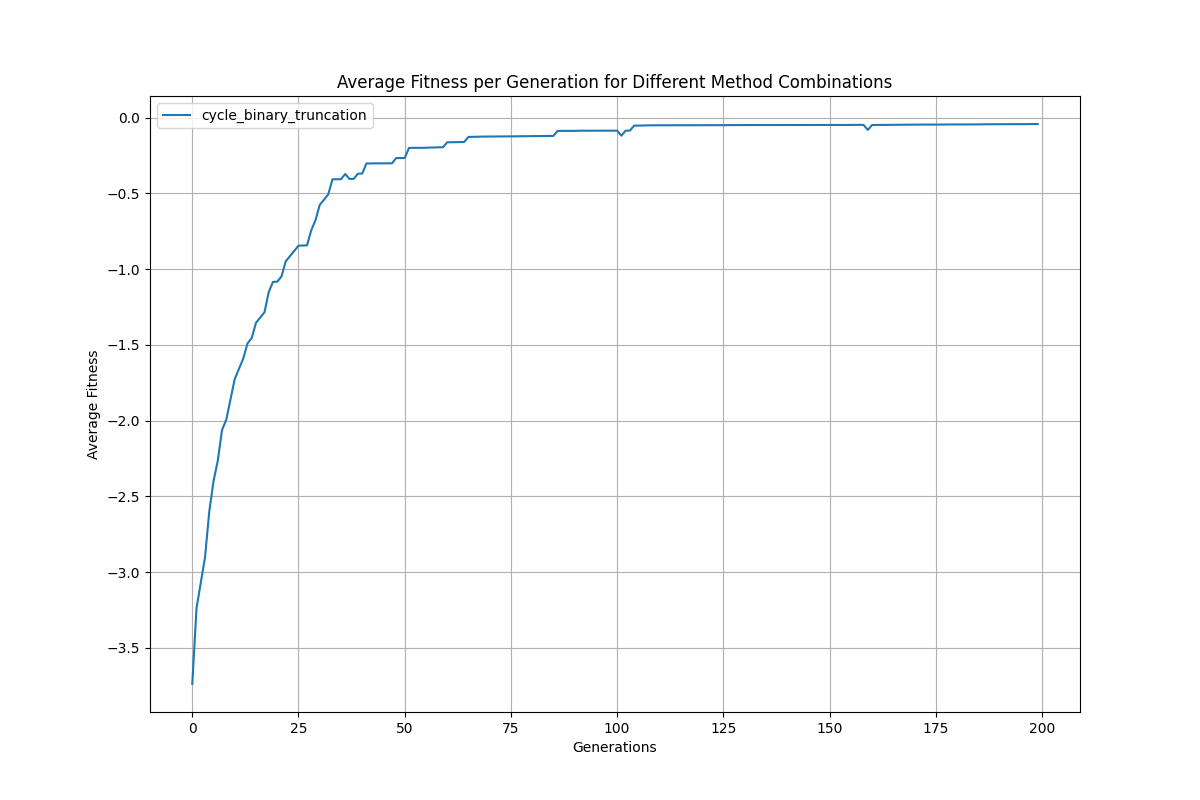 Average Fitness per Generation for Different Method Combinations
cycle_binary_truncation
0.0
−0.5
−1.0
−1.5
−2.0
−2.5
−3.0
−3.5
Average Fitness
0 25 50 75 100 125 150 175 200
Generations